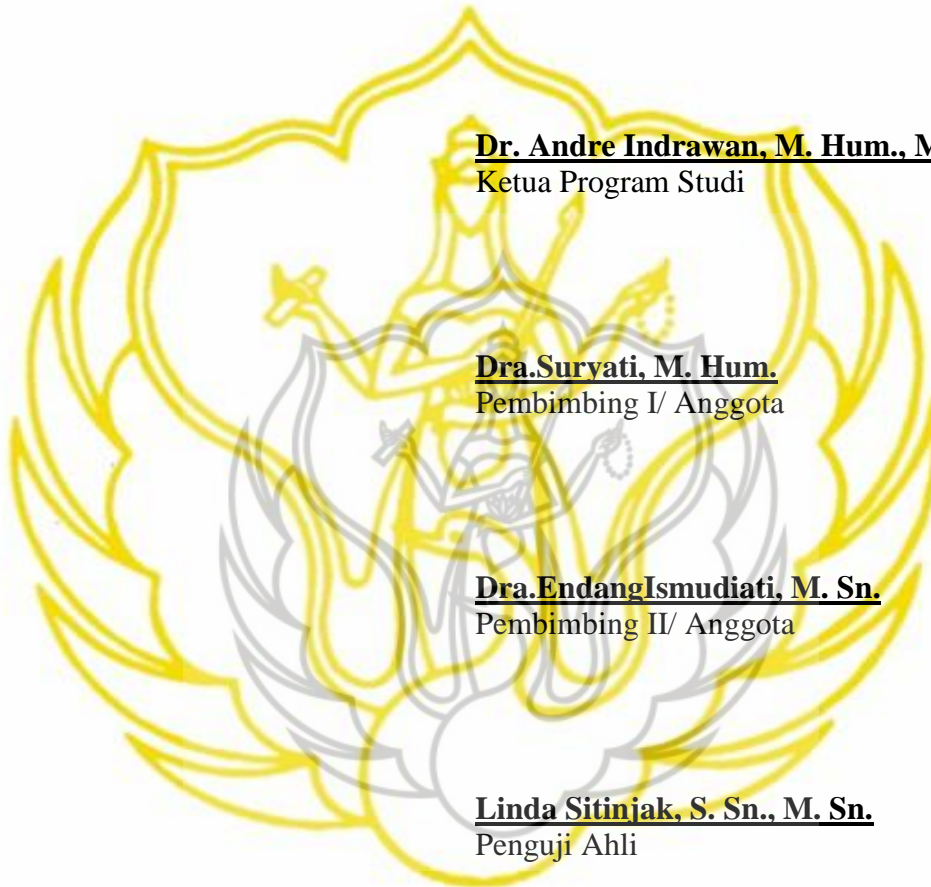 Dr. Andre Indrawan, M. Hum., M
Ketua Program Studi
Dra.Suryati, M. Hum.
Pembimbing I/ Anggota
Dra.EndangIsmudiati, M. Sn.
Pembimbing II/ Anggota
Linda Sitinjak, S. Sn., M. Sn.
Penguji Ahli